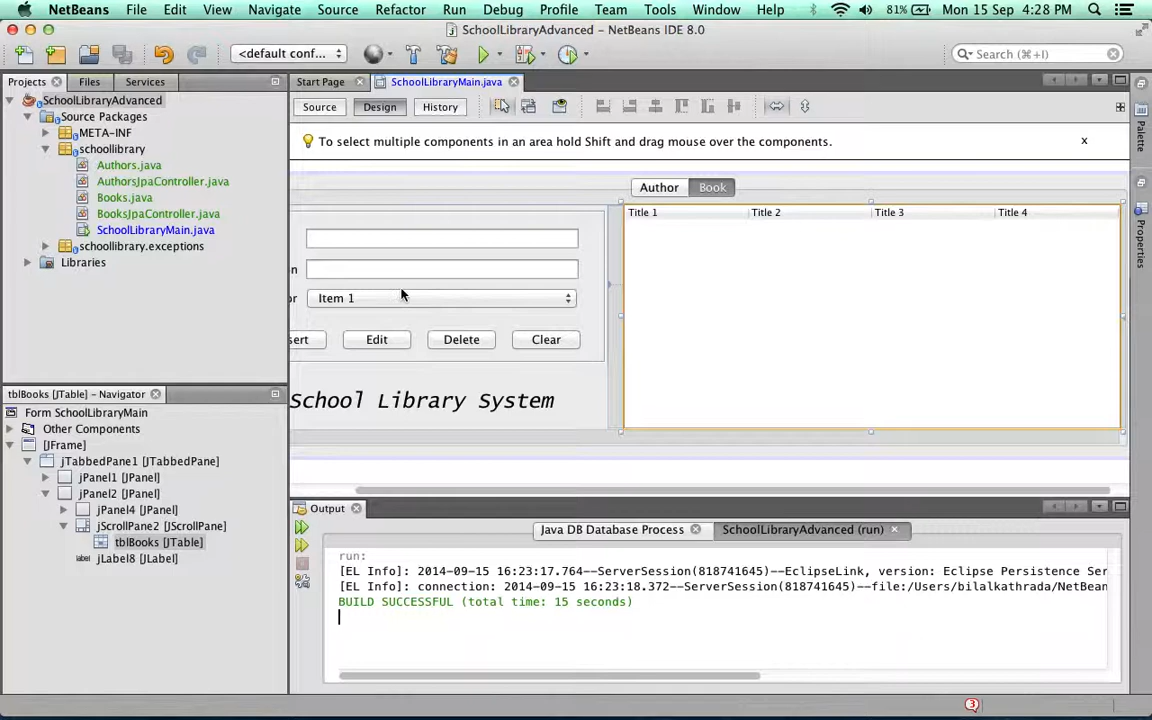 NetBeans File Edit View Navigate Source Refactor Run Debug Profile Team Tools Window Help 81% Mon 15 Sep 4:28 PM
SchoolLibraryAdvanced - NetBeans IDE 8.0
<default conf... Search (⌘+I)
Projects Files Services
Start Page SchoolLibraryMain.java
SchoolLibraryAdvanced
Source Packages
META-INF
schoollibrary
Authors.java
AuthorsJpaController.java
Books.java
BooksJpaController.java
SchoolLibraryMain.java
schoollibrary.exceptions
Libraries
Source Design History
To select multiple components in an area hold Shift and drag mouse over the components. x
Author Book
Title 1 Title 2 Title 3 Title 4
on
or Item 1
ert Edit Delete Clear
School Library System
Palette
Properties
tblBooks [JTable] - Navigator
Form SchoolLibraryMain
Other Components
[JFrame]
jTabbedPane1 [JTabbedPane]
jPanel1 [JPanel]
jPanel2 [JPanel]
jPanel4 [JPanel]
jScrollPane2 [JScrollPane]
tblBooks [JTable]
label jLabel8 [JLabel]
Output
Java DB Database Process SchoolLibraryAdvanced (run)
run:
[EL Info]: 2014-09-15 16:23:17.764--ServerSession(818741645)--EclipseLink, version: Eclipse Persistence Ser
[EL Info]: connection: 2014-09-15 16:23:18.372--ServerSession(818741645)--file:/Users/bilalkathrada/NetBean
BUILD SUCCESSFUL (total time: 15 seconds)
3